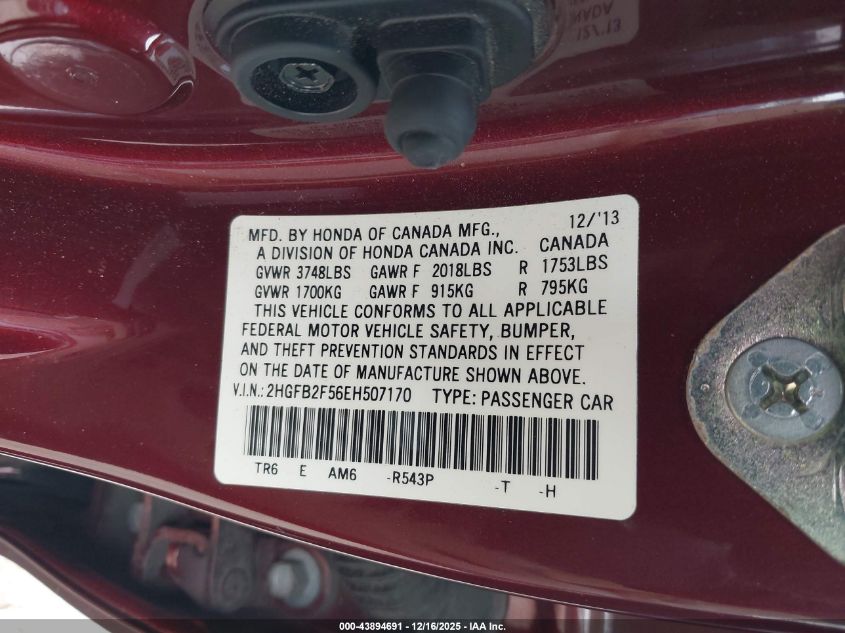 NADA
12/'13
MFD. BY HONDA OF CANADA MFG., 12/'13
A DIVISION OF HONDA CANADA INC. CANADA
GVWR 3748LBS GAWR F 2018LBS R 1753LBS
GVWR 1700KG GAWR F 915KG R 795KG
THIS VEHICLE CONFORMS TO ALL APPLICABLE
FEDERAL MOTOR VEHICLE SAFETY, BUMPER,
AND THEFT PREVENTION STANDARDS IN EFFECT
ON THE DATE OF MANUFACTURE SHOWN ABOVE.
V.I.N.: 2HGFB2F56EH507170 TYPE: PASSENGER CAR
TR6 E AM6 -R543P -T -H
000-43894691 - 12/16/2025 - IAA Inc.